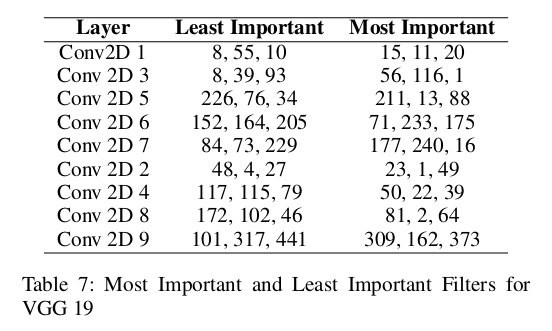 Layer Least Important Most Important
Conv2D 1 8, 55, 10 15, 11, 20
Conv 2D 3 8, 39, 93 56, 116, 1
Conv 2D 5 226, 76, 34 211, 13, 88
Conv 2D 6 152, 164, 205 71, 233, 175
Conv 2D 7 84, 73, 229 177, 240, 16
Conv 2D 2 48, 4, 27 23, 1, 49
Conv 2D 4 117, 115, 79 50, 22, 39
Conv 2D 8 172, 102, 46 81, 2, 64
Conv 2D 9 101, 317, 441 309, 162, 373
Table 7: Most Important and Least Important Filters for
VGG 19